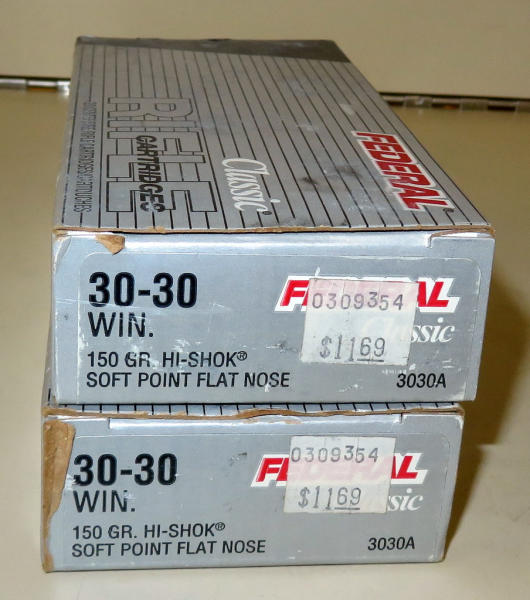 FEDERAL
Classic
RIFLE
CARTRIDGES
30-30
WIN.
150 GR. HI-SHOK®
SOFT POINT FLAT NOSE
FEDERAL
Classic
0309354
$1169
3030A
30-30
WIN.
150 GR. HI-SHOK®
SOFT POINT FLAT NOSE
FEDERAL
ssic
0309354
$1169
3030A